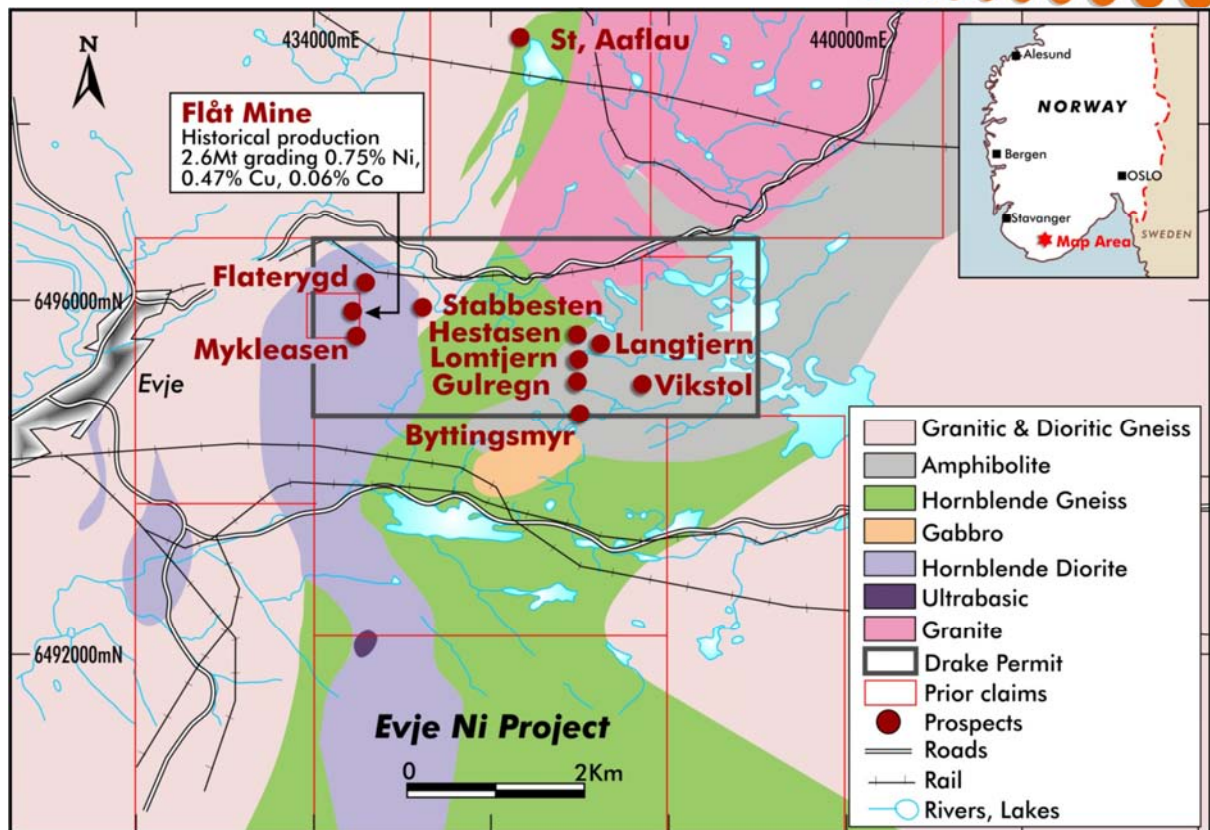 434000mE
440000mE
N
St, Aaflau
Flåt Mine
Historical production
2.6Mt grading 0.75% Ni,
0.47% Cu, 0.06% Co
Alesund
NORWAY
Bergen
OSLO
Stavanger
Map Area
SWEDEN
Flaterygd
6496000mN
Stabbesten
Hestasen
Langtjern
Mykleasen
Lomtjern
Evje
Gulregn
Vikstol
Byttingsmyr
6492000mN
Evje Ni Project
0
2Km
Granitic & Dioritic Gneiss
Amphibolite
Hornblende Gneiss
Gabbro
Hornblende Diorite
Ultrabasic
Granite
Drake Permit
Prior claims
Prospects
Roads
Rail
Rivers, Lakes